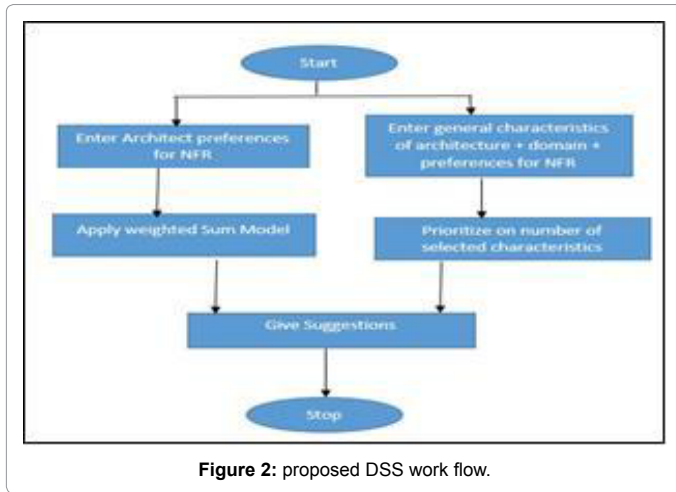 Start
Enter Architect preferences
for NFR
Enter general characteristics
of architecture + domain +
preferences for NFR
Apply weighted Sum Model
Prioritize on number of
selected characteristics
Give Suggestions
Stop
Figure 2: proposed DSS work flow.